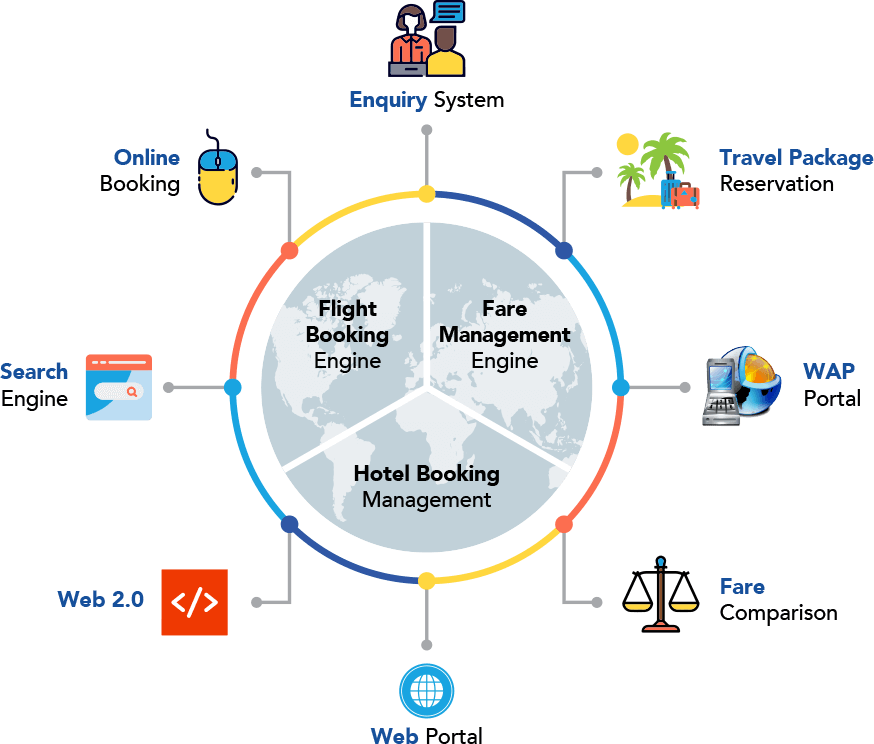 Enquiry System
Online
Booking
Travel Package
Reservation
Flight
Booking
Engine
Fare
Management
Engine
Search
Engine
WAP
Portal
Hotel Booking
Management
Web 2.0
</>
Fare
Comparison
Web Portal